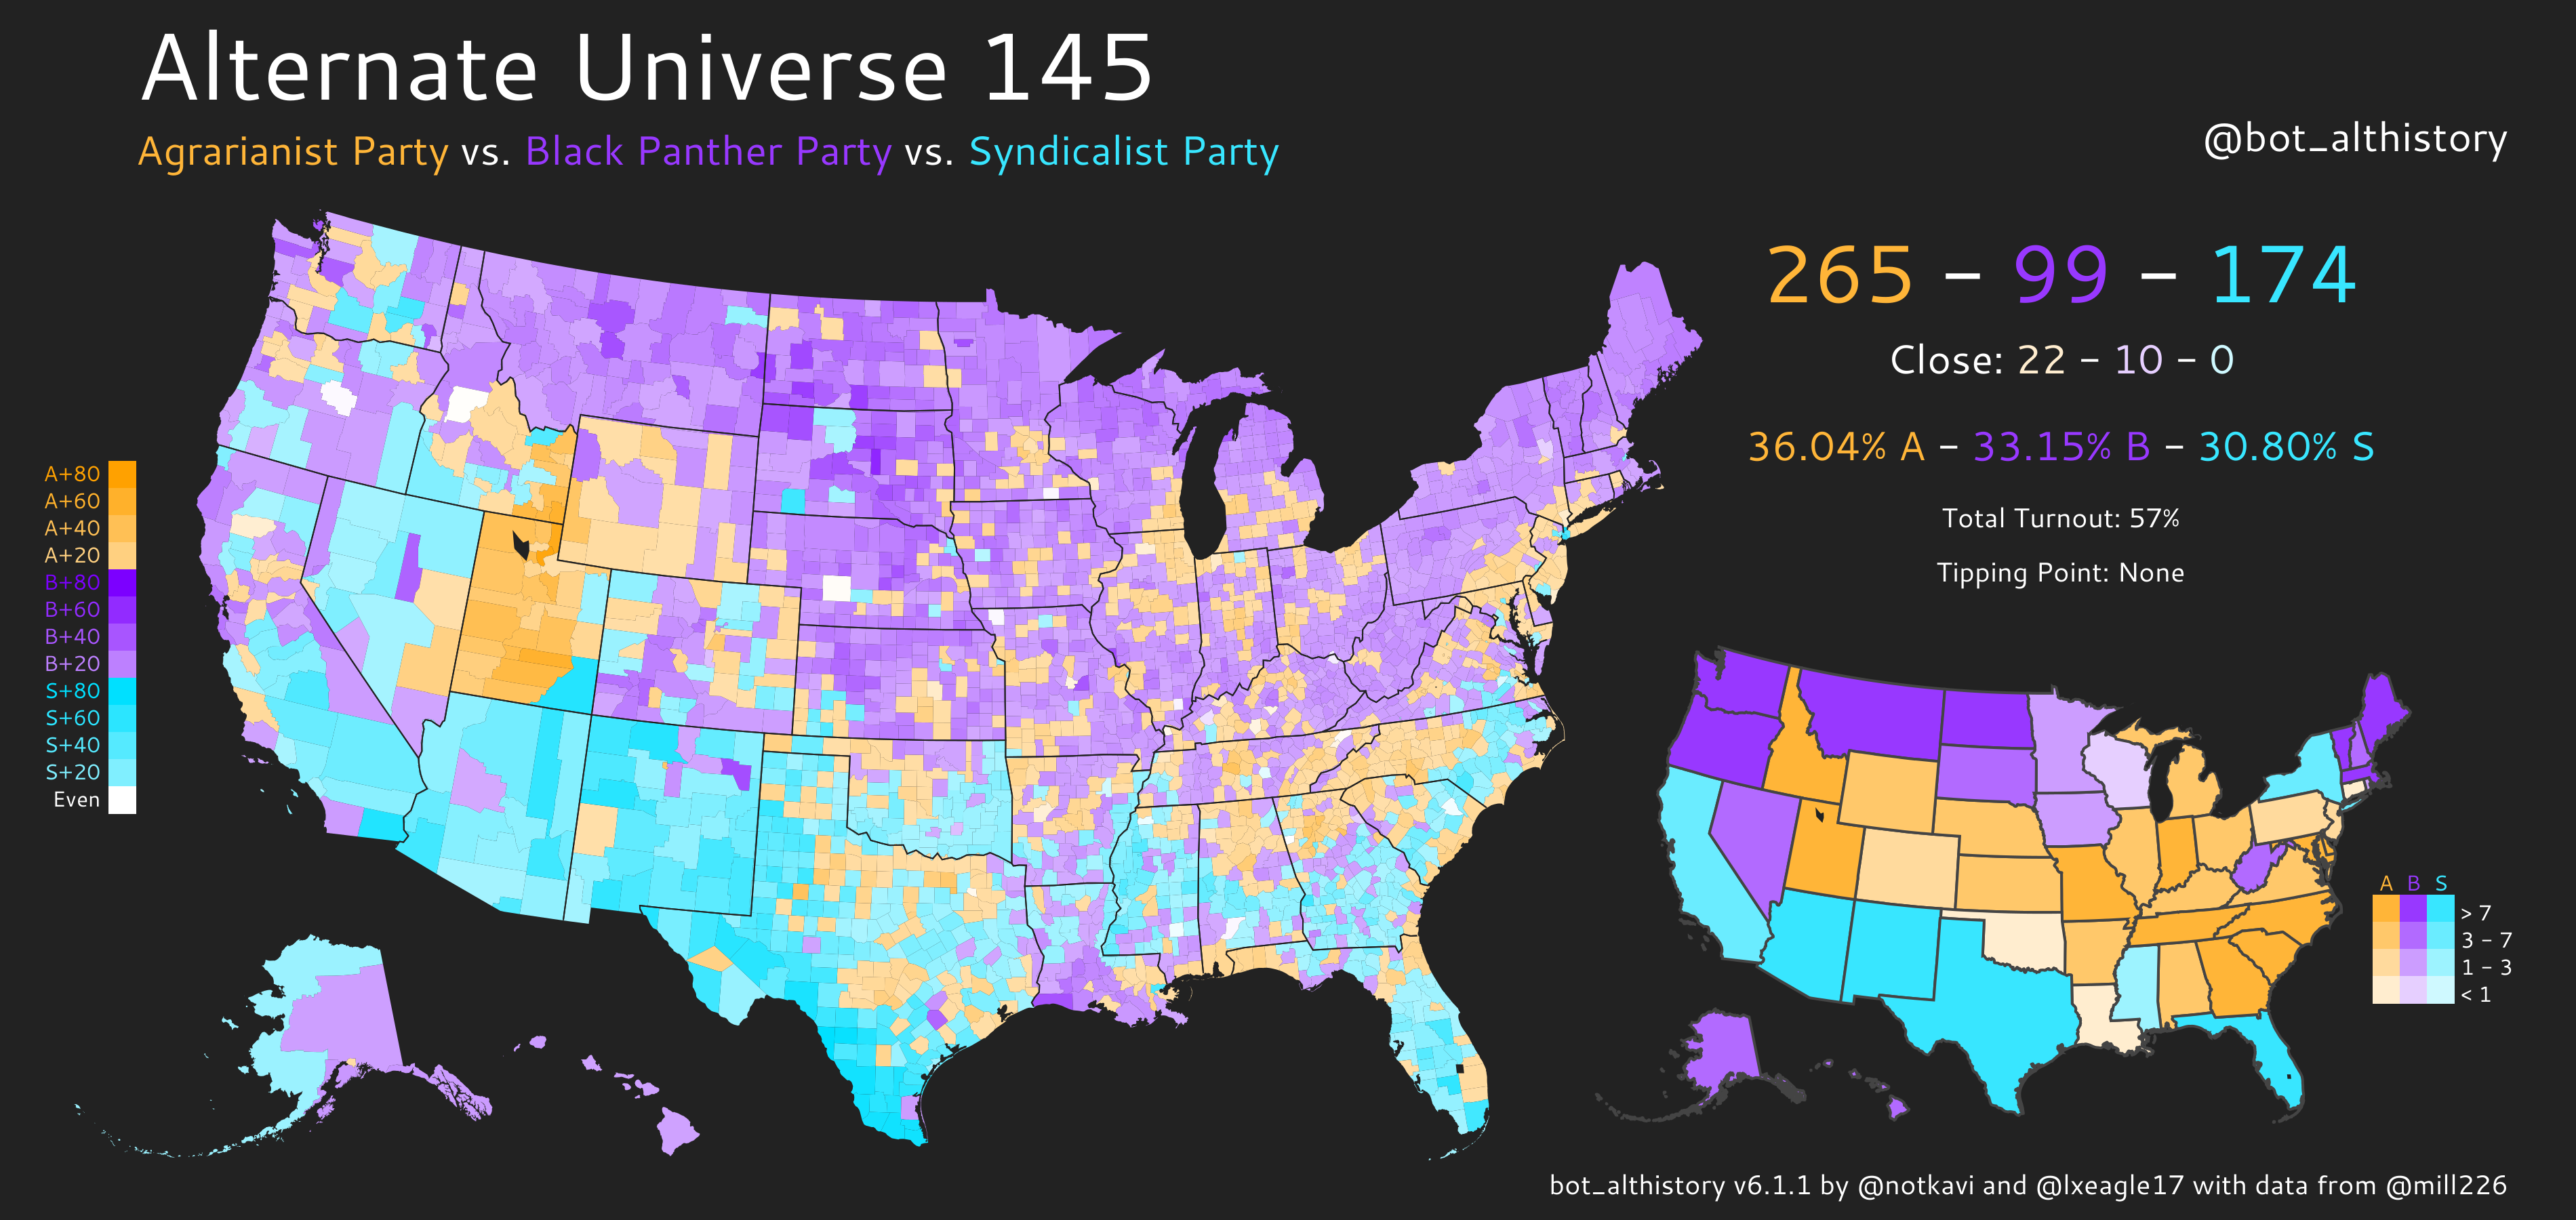 Alternate Universe 145
Agrarianist Party vs. Black Panther Party vs. Syndicalist Party
@bot_althistory
265 – 99 – 174
Close: 22 – 10 – 0
36.04% A – 33.15% B – 30.80% S
Total Turnout: 57%
Tipping Point: None
A+80
A+60
A+40
A+20
B+80
B+60
B+40
B+20
S+80
S+60
S+40
S+20
Even
A B S
> 7
3 – 7
1 – 3
< 1
bot_althistory v6.1.1 by @notkavi and @lxeagle17 with data from @mill226